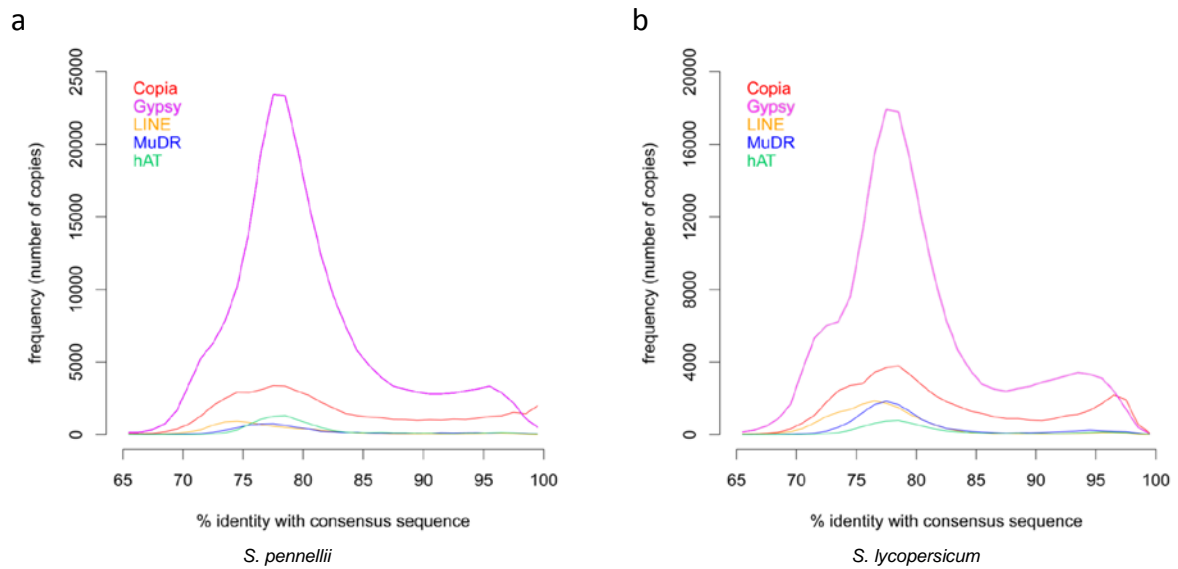 a
25000
20000
15000
10000
5000
0
frequency (number of copies)
Copia
Gypsy
LINE
MuDR
hAT
65 70 75 80 85 90 95 100
% identity with consensus sequence
S. pennellii
b
20000
16000
12000
8000
4000
0
frequency (number of copies)
Copia
Gypsy
LINE
MuDR
hAT
65 70 75 80 85 90 95 100
% identity with consensus sequence
S. lycopersicum